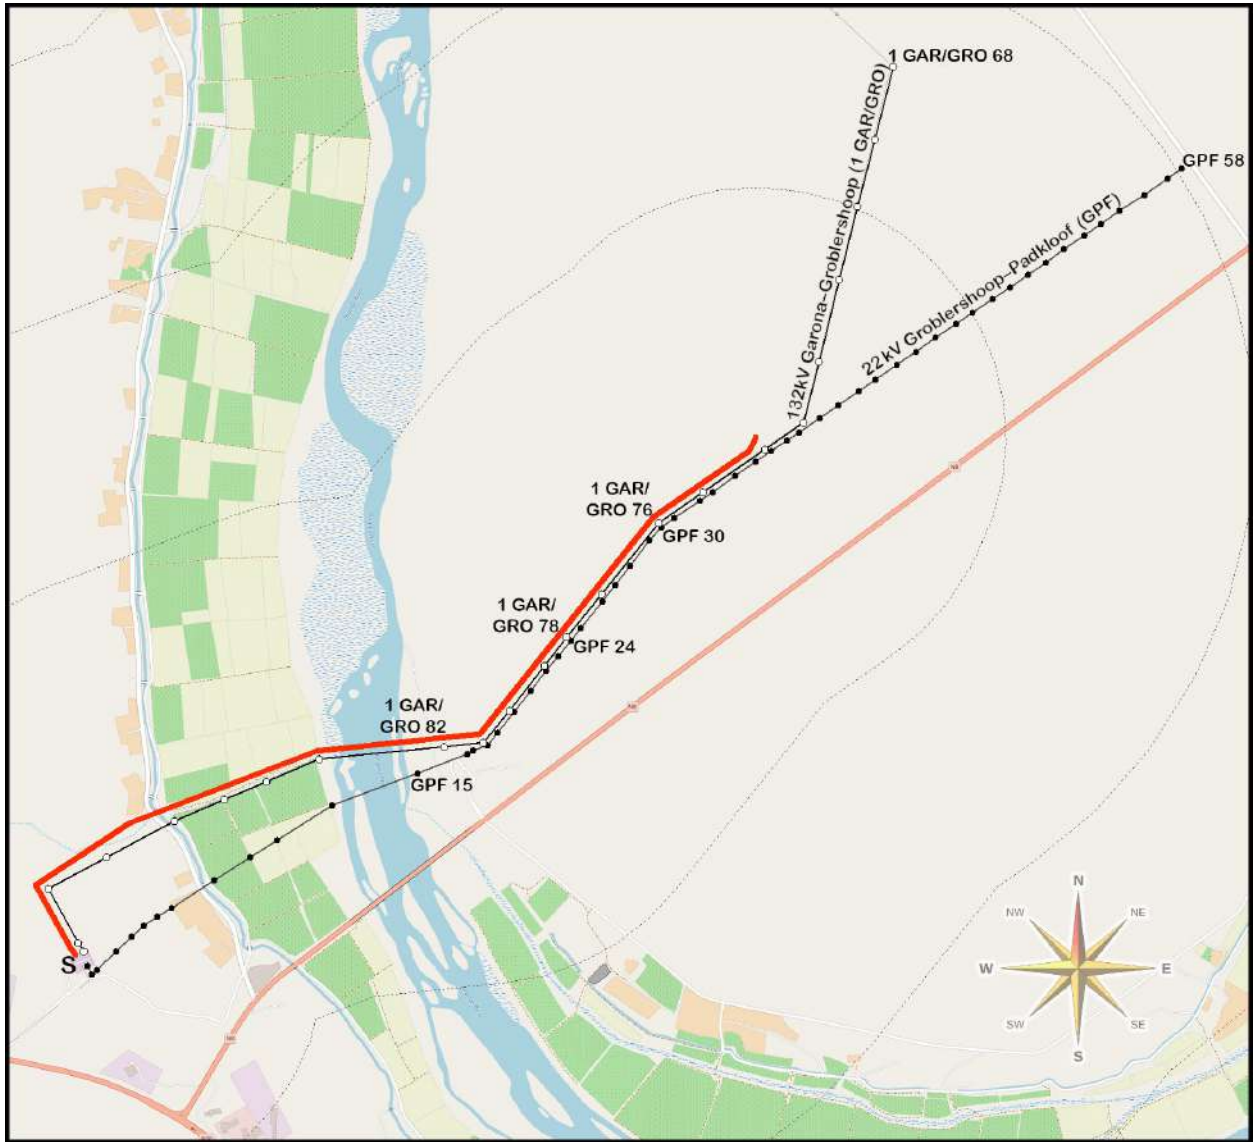 1 GAR/GRO 68
132kV Garona–Groblershoop (1 GAR/GRO)
GPF 58
22kV Groblershoop–Padkloof (GPF)
1 GAR/
GRO 76
GPF 30
1 GAR/
GRO 78
GPF 24
1 GAR/
GRO 82
GPF 15
S
N
NW
NE
W
E
SW
SE
S